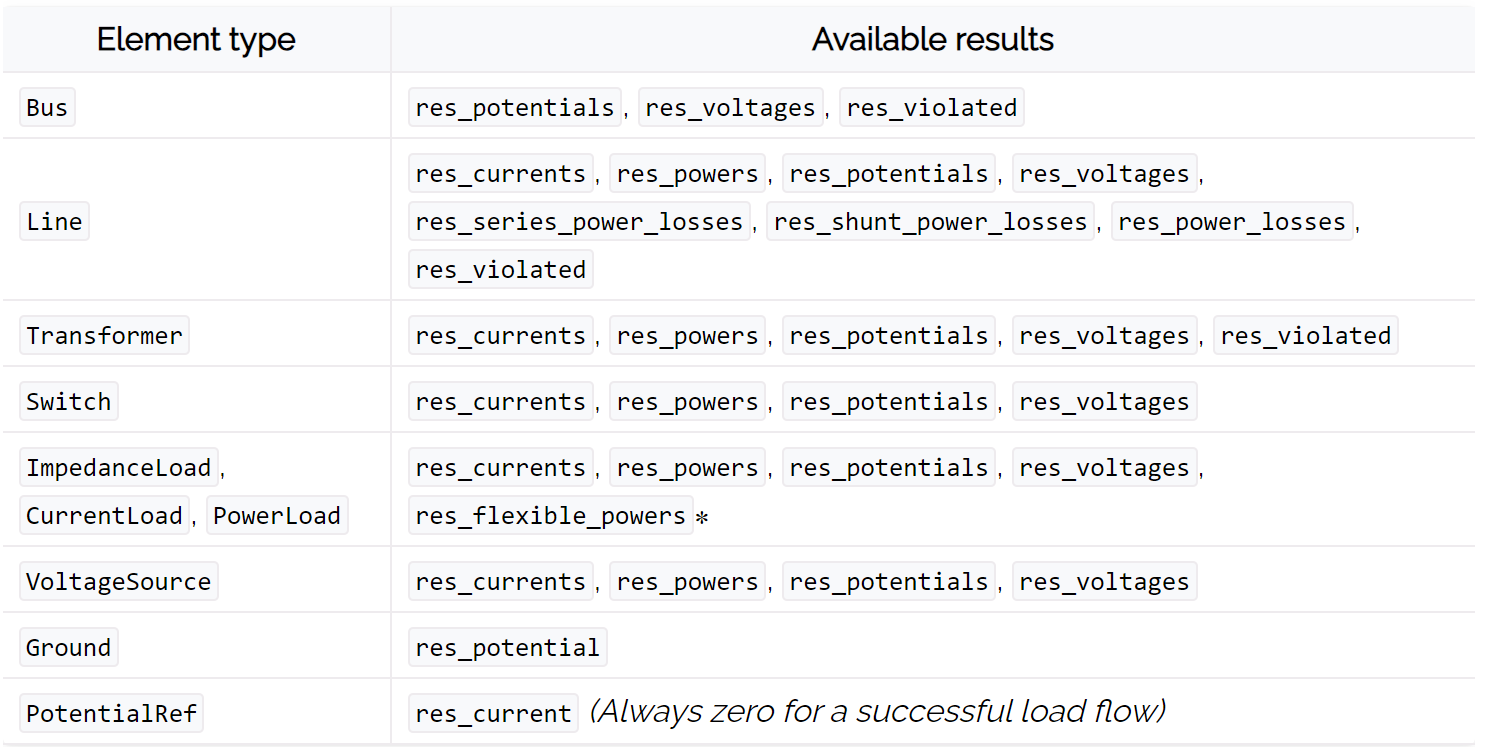 Element type Available results
Bus res_potentials, res_voltages, res_violated
res_currents, res_powers, res_potentials, res_voltages,
Line res_series_power_losses, res_shunt_power_losses, res_power_losses,
res_violated
Transformer res_currents, res_powers, res_potentials, res_voltages, res_violated
Switch res_currents, res_powers, res_potentials, res_voltages
ImpedanceLoad, res_currents, res_powers, res_potentials, res_voltages,
CurrentLoad, PowerLoad res_flexible_powers*
VoltageSource res_currents, res_powers, res_potentials, res_voltages
Ground res_potential
PotentialRef res_current (Always zero for a successful load flow)